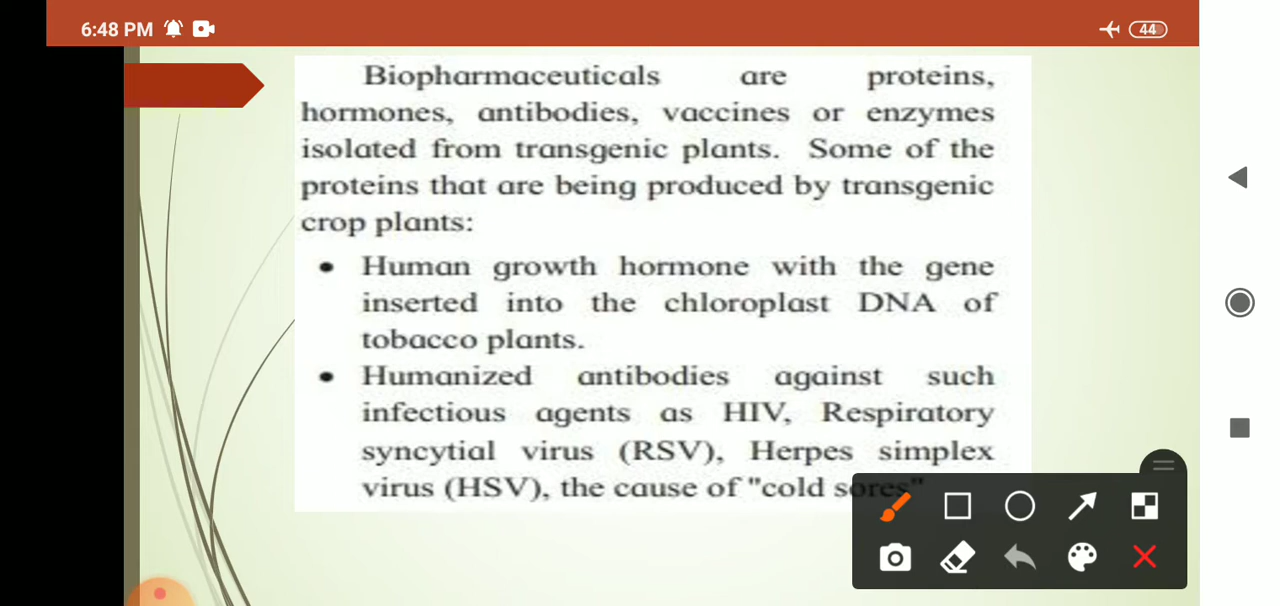 6:48 PM
44
Biopharmaceuticals are proteins,
hormones, antibodies, vaccines or enzymes
isolated from transgenic plants. Some of the
proteins that are being produced by transgenic
crop plants:
• Human growth hormone with the gene
inserted into the chloroplast DNA of
tobacco plants.
• Humanized antibodies against such
infectious agents as HIV, Respiratory
syncytial virus (RSV), Herpes simplex
virus (HSV), the cause of "cold sores"